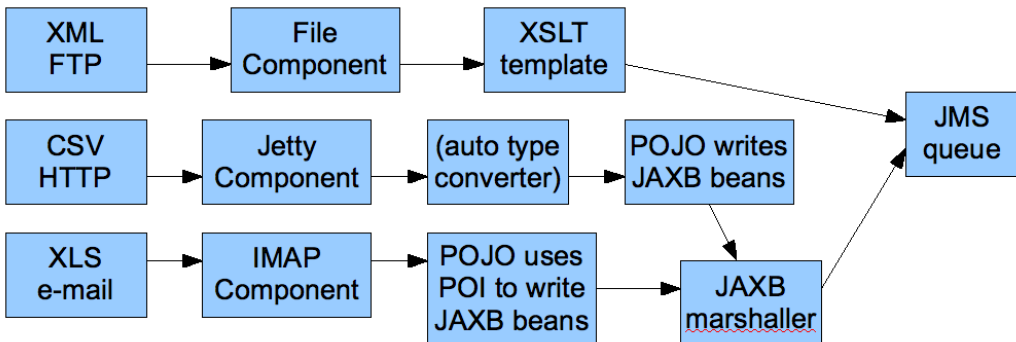 XML
FTP
File
Component
XSLT
template
JMS
queue
CSV
HTTP
Jetty
Component
(auto type
converter)
POJO writes
JAXB beans
XLS
e-mail
IMAP
Component
POJO uses
POI to write
JAXB beans
JAXB
marshaller